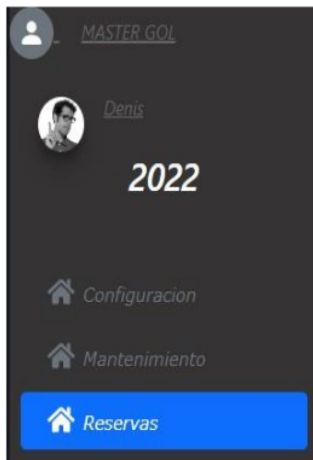 MASTER GOL
Denis
2022
Configuracion
Mantenimiento
Reservas